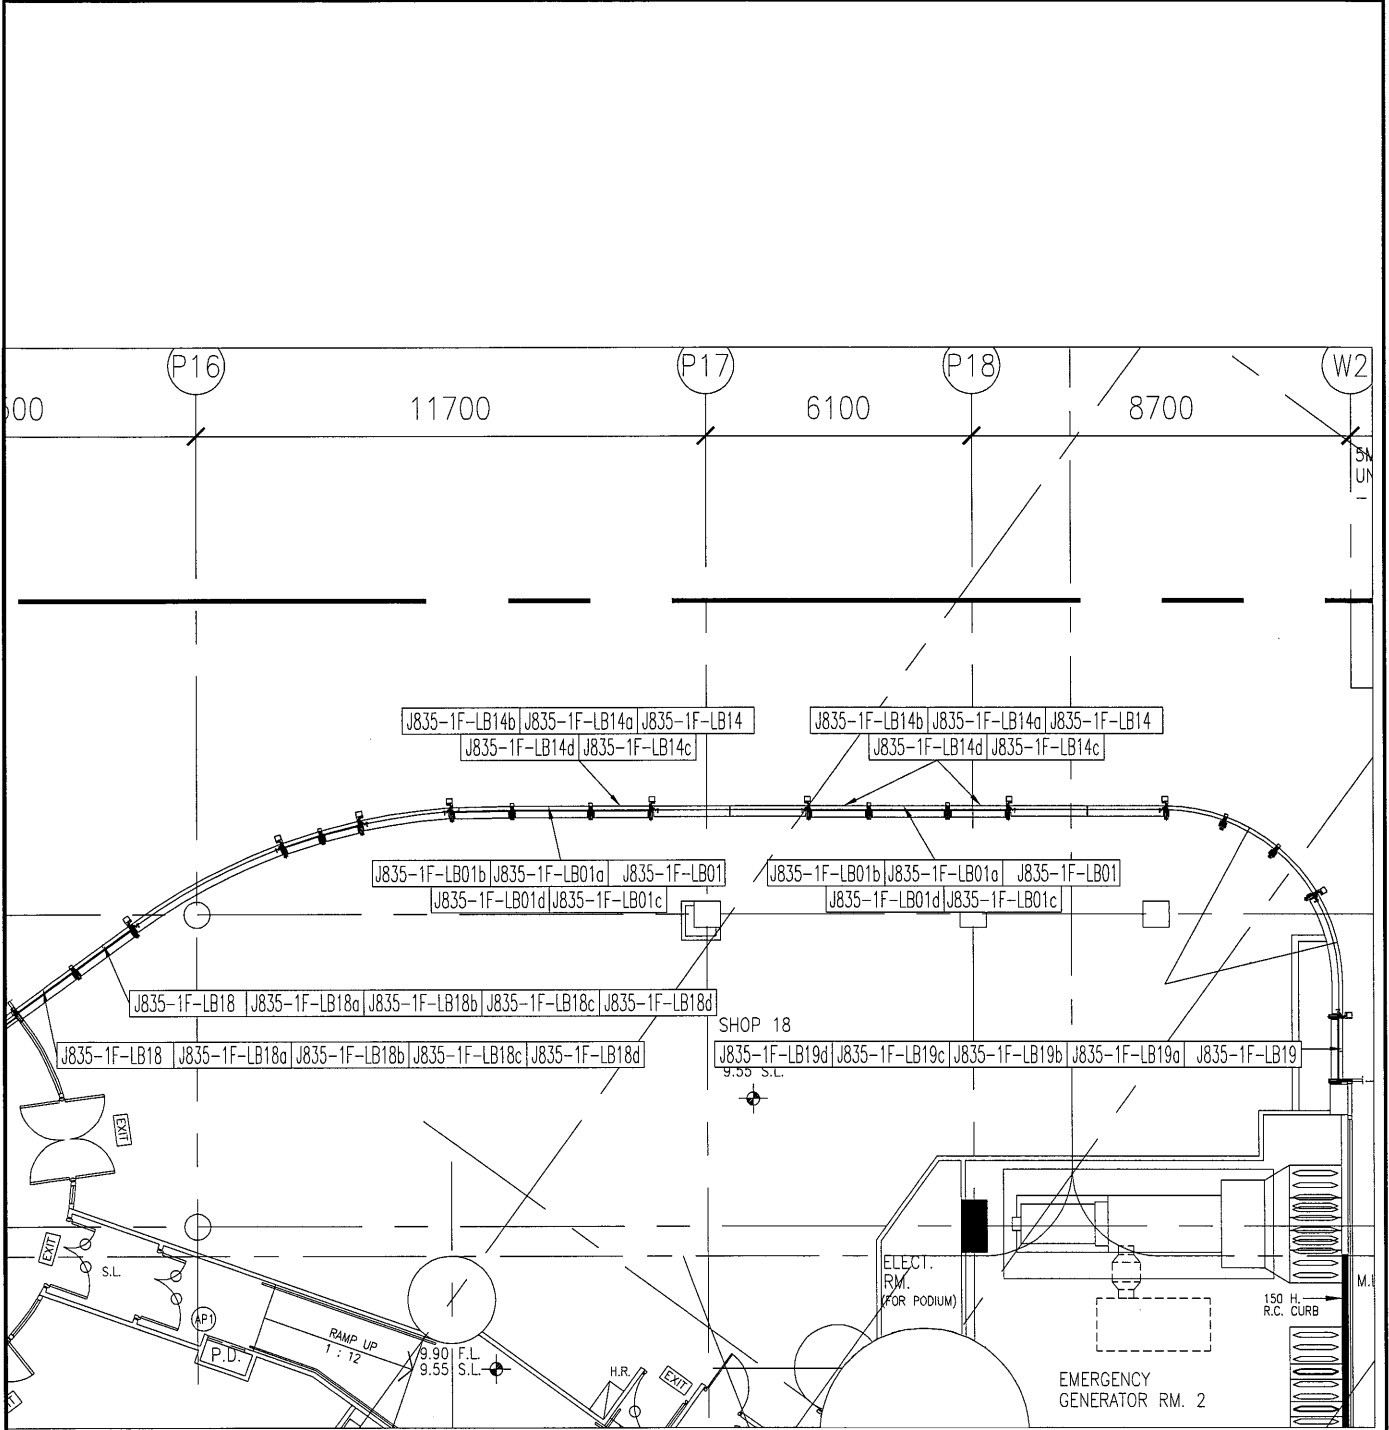 P16 P17 P18 W2
11700 6100 8700
UN
J835-1F-LB14b J835-1F-LB14a J835-1F-LB14
J835-1F-LB14d J835-1F-LB14c
J835-1F-LB14b J835-1F-LB14a J835-1F-LB14
J835-1F-LB14d J835-1F-LB14c
J835-1F-LB01b J835-1F-LB01a J835-1F-LB01
J835-1F-LB01d J835-1F-LB01c
J835-1F-LB01b J835-1F-LB01a J835-1F-LB01
J835-1F-LB01d J835-1F-LB01c
J835-1F-LB18 J835-1F-LB18a J835-1F-LB18b J835-1F-LB18c J835-1F-LB18d
SHOP 18
J835-1F-LB18 J835-1F-LB18a J835-1F-LB18b J835-1F-LB18c J835-1F-LB18d
J835-1F-LB19d J835-1F-LB19c J835-1F-LB19b J835-1F-LB19a J835-1F-LB19
9.55 S.L.
EXIT
EXIT
S.L.
AP1
P.D.
RAMP UP
1 : 12
9.90 F.L.
9.55 S.L.
H.R.
EXIT
ELECT.
RM.
(FOR PODIUM)
150 H.
R.C. CURB
EMERGENCY
GENERATOR RM. 2